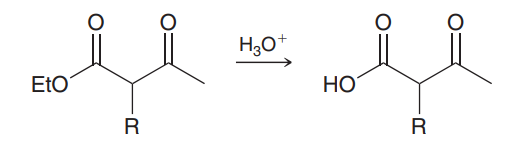 O O O O
H₃O⁺
EtO HO
R R